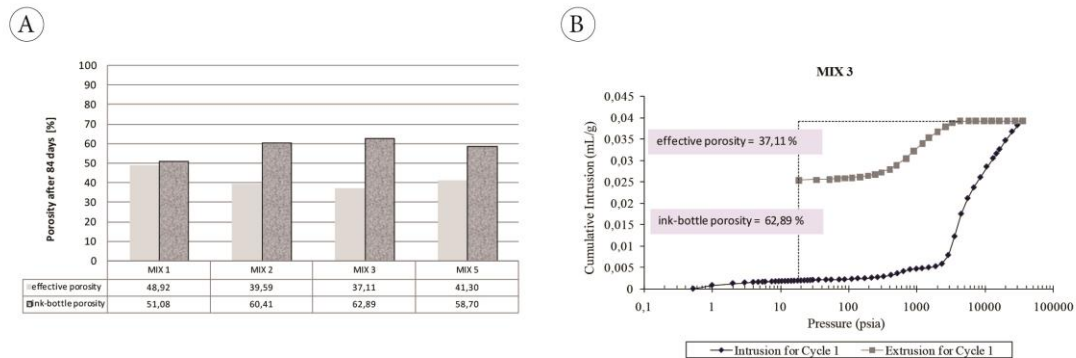 A
Porosity after 84 days [%]
100
90
80
70
60
50
40
30
20
10
0
MIX 1 MIX 2 MIX 3 MIX 5
effective porosity 48,92 39,59 37,11 41,30
ink-bottle porosity 51,08 60,41 62,89 58,70
B
MIX 3
Cumulative Intrusion (mL/g)
0,045
0,04
0,035
0,03
0,025
0,02
0,015
0,01
0,005
0
effective porosity = 37,11 %
ink-bottle porosity = 62,89 %
0,1 1 10 100 1000 10000 100000
Pressure (psia)
Intrusion for Cycle 1 Extrusion for Cycle 1